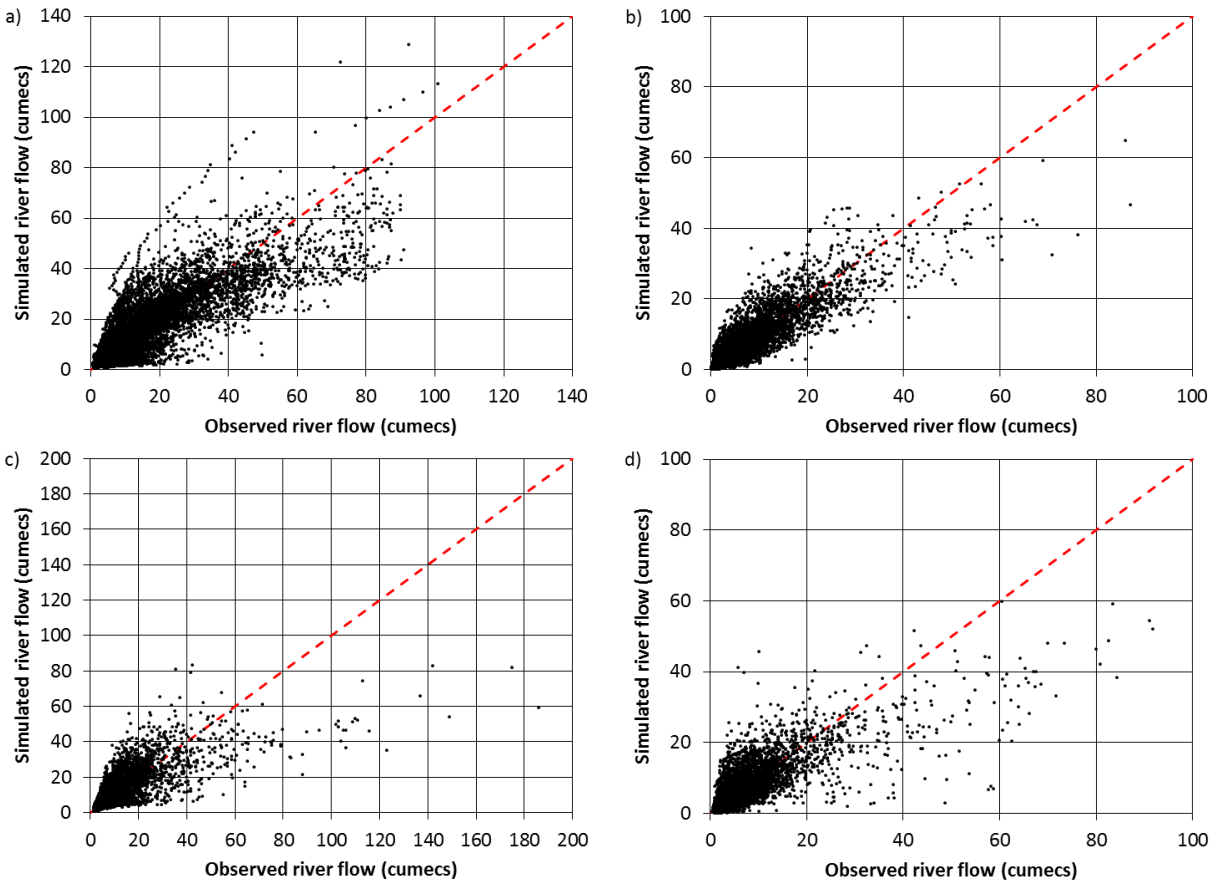 a)
Simulated river flow (cumecs)
140
120
100
80
60
40
20
0
0 20 40 60 80 100 120 140
Observed river flow (cumecs)
b)
Simulated river flow (cumecs)
100
80
60
40
20
0
0 20 40 60 80 100
Observed river flow (cumecs)
c)
Simulated river flow (cumecs)
200
180
160
140
120
100
80
60
40
20
0
0 20 40 60 80 100 120 140 160 180 200
Observed river flow (cumecs)
d)
Simulated river flow (cumecs)
100
80
60
40
20
0
0 20 40 60 80 100
Observed river flow (cumecs)